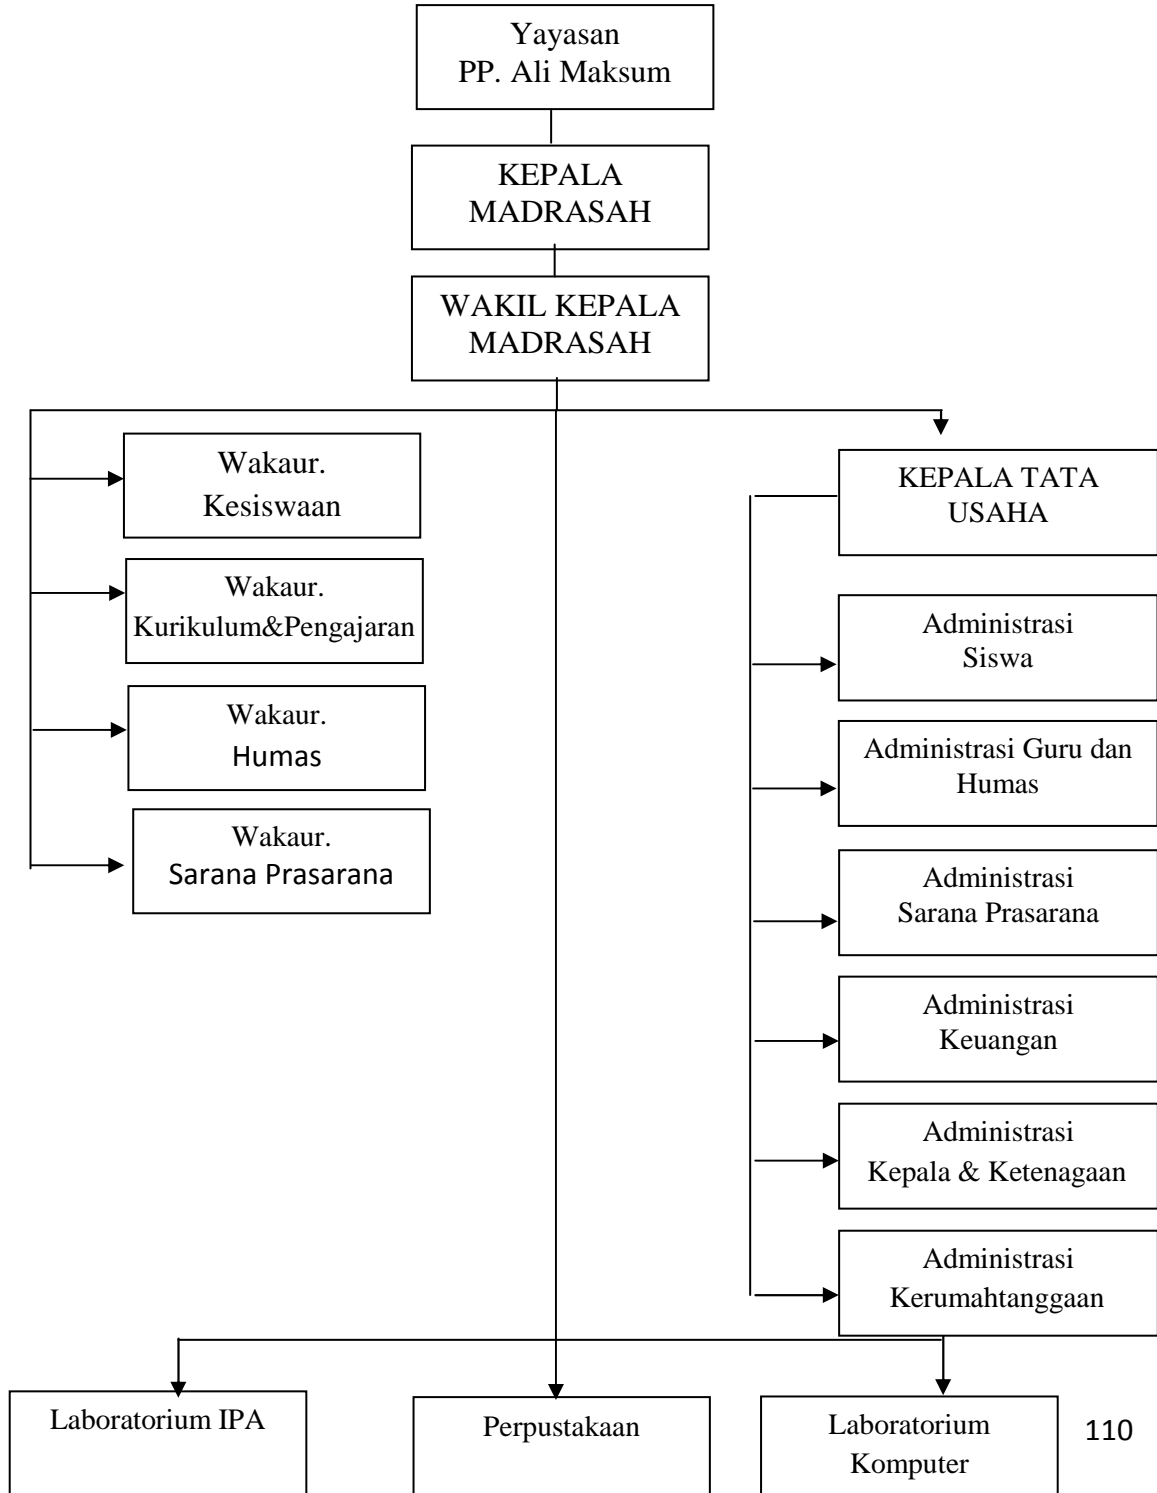 Yayasan
PP. Ali Maksum
KEPALA
MADRASAH
WAKIL KEPALA
MADRASAH
Wakaur.
Kesiswaan
Wakaur.
Kurikulum&Pengajaran
Wakaur.
Humas
Wakaur.
Sarana Prasarana
KEPALA TATA
USAHA
Administrasi
Siswa
Administrasi Guru dan
Humas
Administrasi
Sarana Prasarana
Administrasi
Keuangan
Administrasi
Kepala & Ketenagaan
Administrasi
Kerumahtanggaan
Laboratorium IPA
Perpustakaan
Laboratorium
Komputer
110